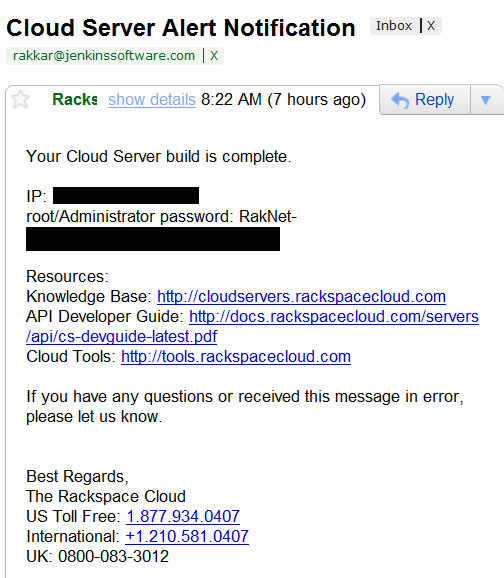 Cloud Server Alert Notification Inbox | X
rakkar@jenkinssoftware.com | X
Racks show details 8:22 AM (7 hours ago) Reply
Your Cloud Server build is complete.
IP:
root/Administrator password: RakNet-
Resources:
Knowledge Base: http://cloudservers.rackspacecloud.com
API Developer Guide: http://docs.rackspacecloud.com/servers
/api/cs-devguide-latest.pdf
Cloud Tools: http://tools.rackspacecloud.com
If you have any questions or received this message in error,
please let us know.
Best Regards,
The Rackspace Cloud
US Toll Free: 1.877.934.0407
International: +1.210.581.0407
UK: 0800-083-3012